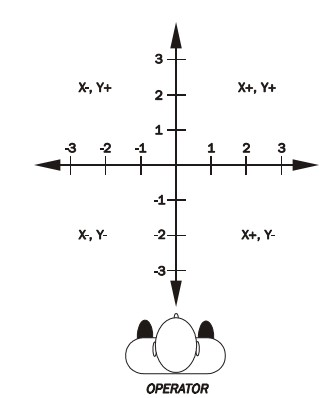 3
X-, Y+ X+, Y+
2
1
-3 -2 -1 1 2 3
-1
X-, Y- -2 X+, Y-
-3
OPERATOR